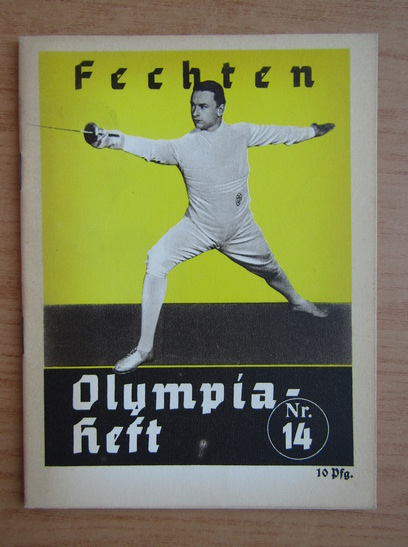 Fechten
Olympia-
Heft
Nr.
14
10 Pfg.